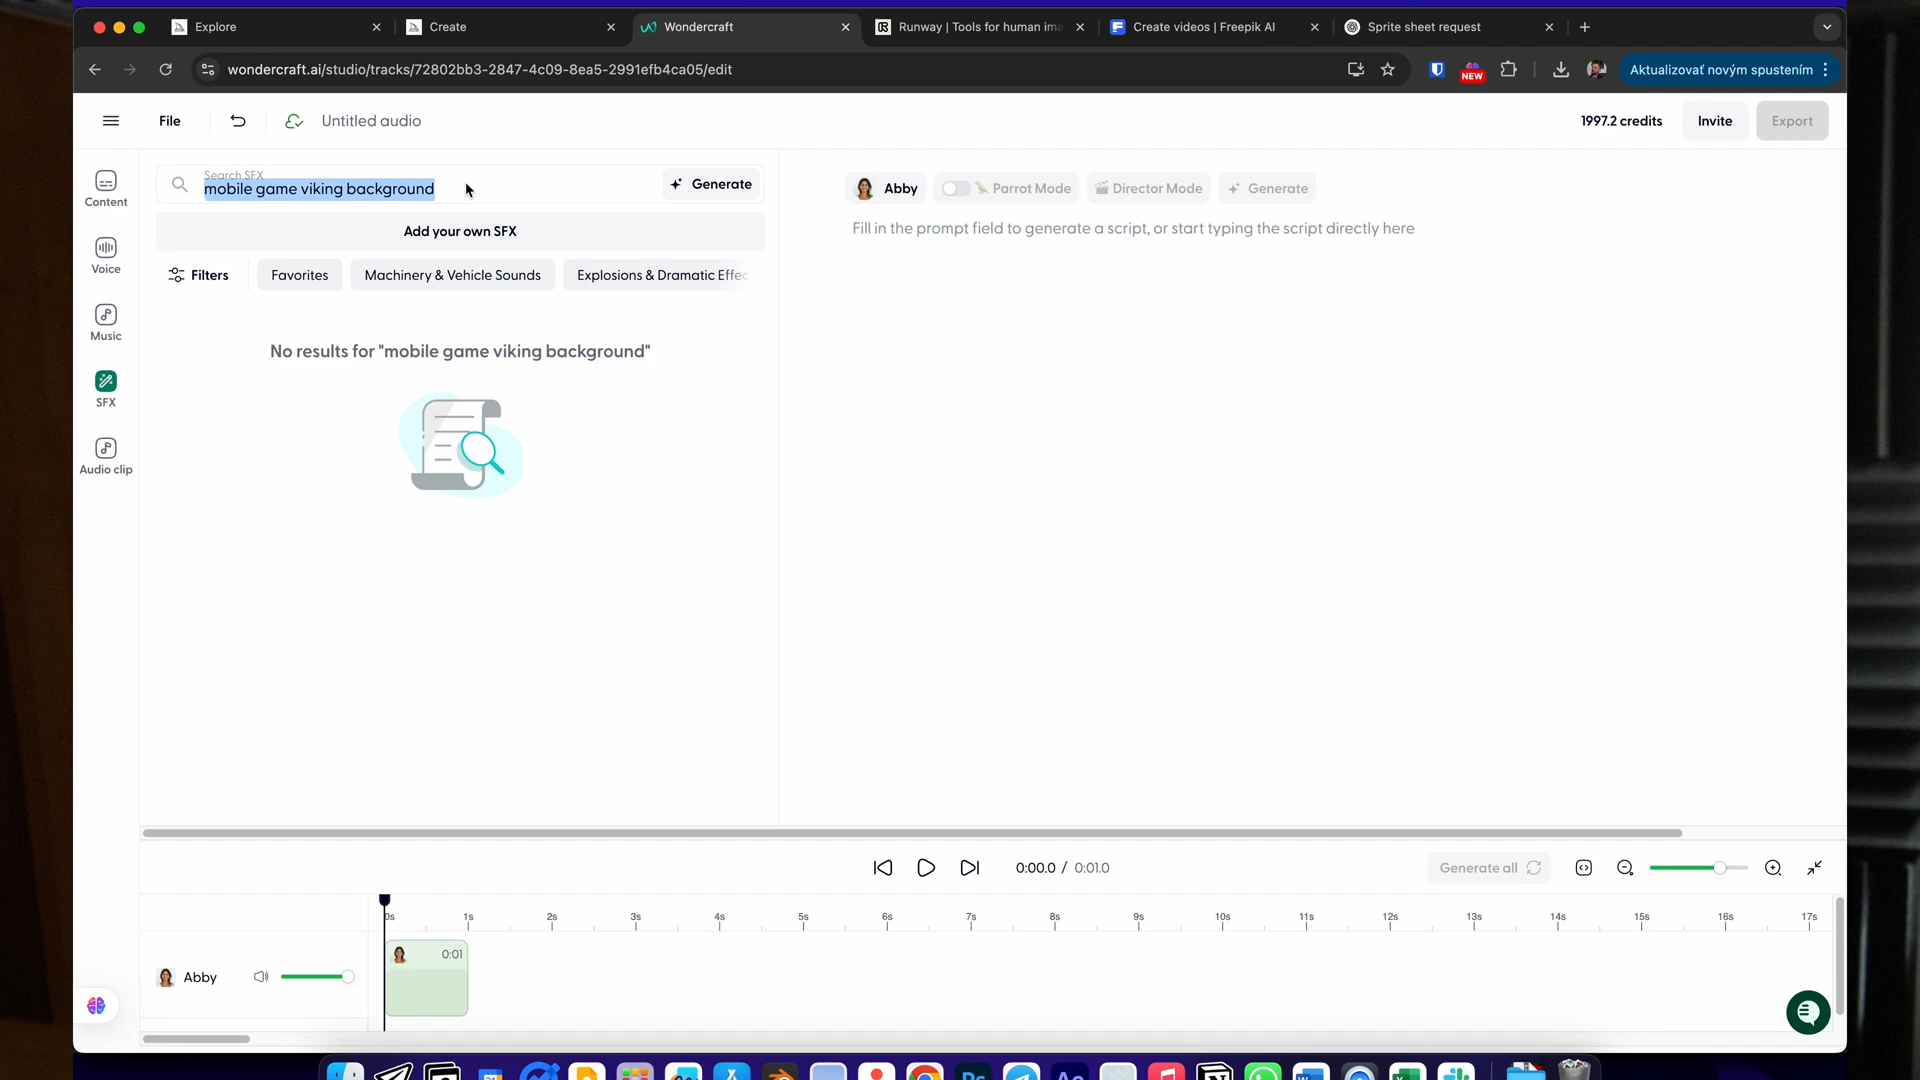 Explore
Create
Wondercraft
Runway | Tools for human ima
Create videos | Freepik AI
Sprite sheet request
wondercraft.ai/studio/tracks/72802bb3-2847-4c09-8ea5-2991efb4ca05/edit
NEW
Aktualizovať novým spustením
File
Untitled audio
1997.2 credits
Invite
Export
Content
Voice
Music
SFX
Audio clip
Search SFX
mobile game viking background
Generate
Add your own SFX
Filters
Favorites
Machinery & Vehicle Sounds
Explosions & Dramatic Effec
No results for "mobile game viking background"
Abby
Parrot Mode
Director Mode
Generate
Fill in the prompt field to generate a script, or start typing the script directly here
0:00.0 / 0:01.0
Generate all
0s 1s 2s 3s 4s 5s 6s 7s 8s 9s 10s 11s 12s 13s 14s 15s 16s 17s
Abby
0:01